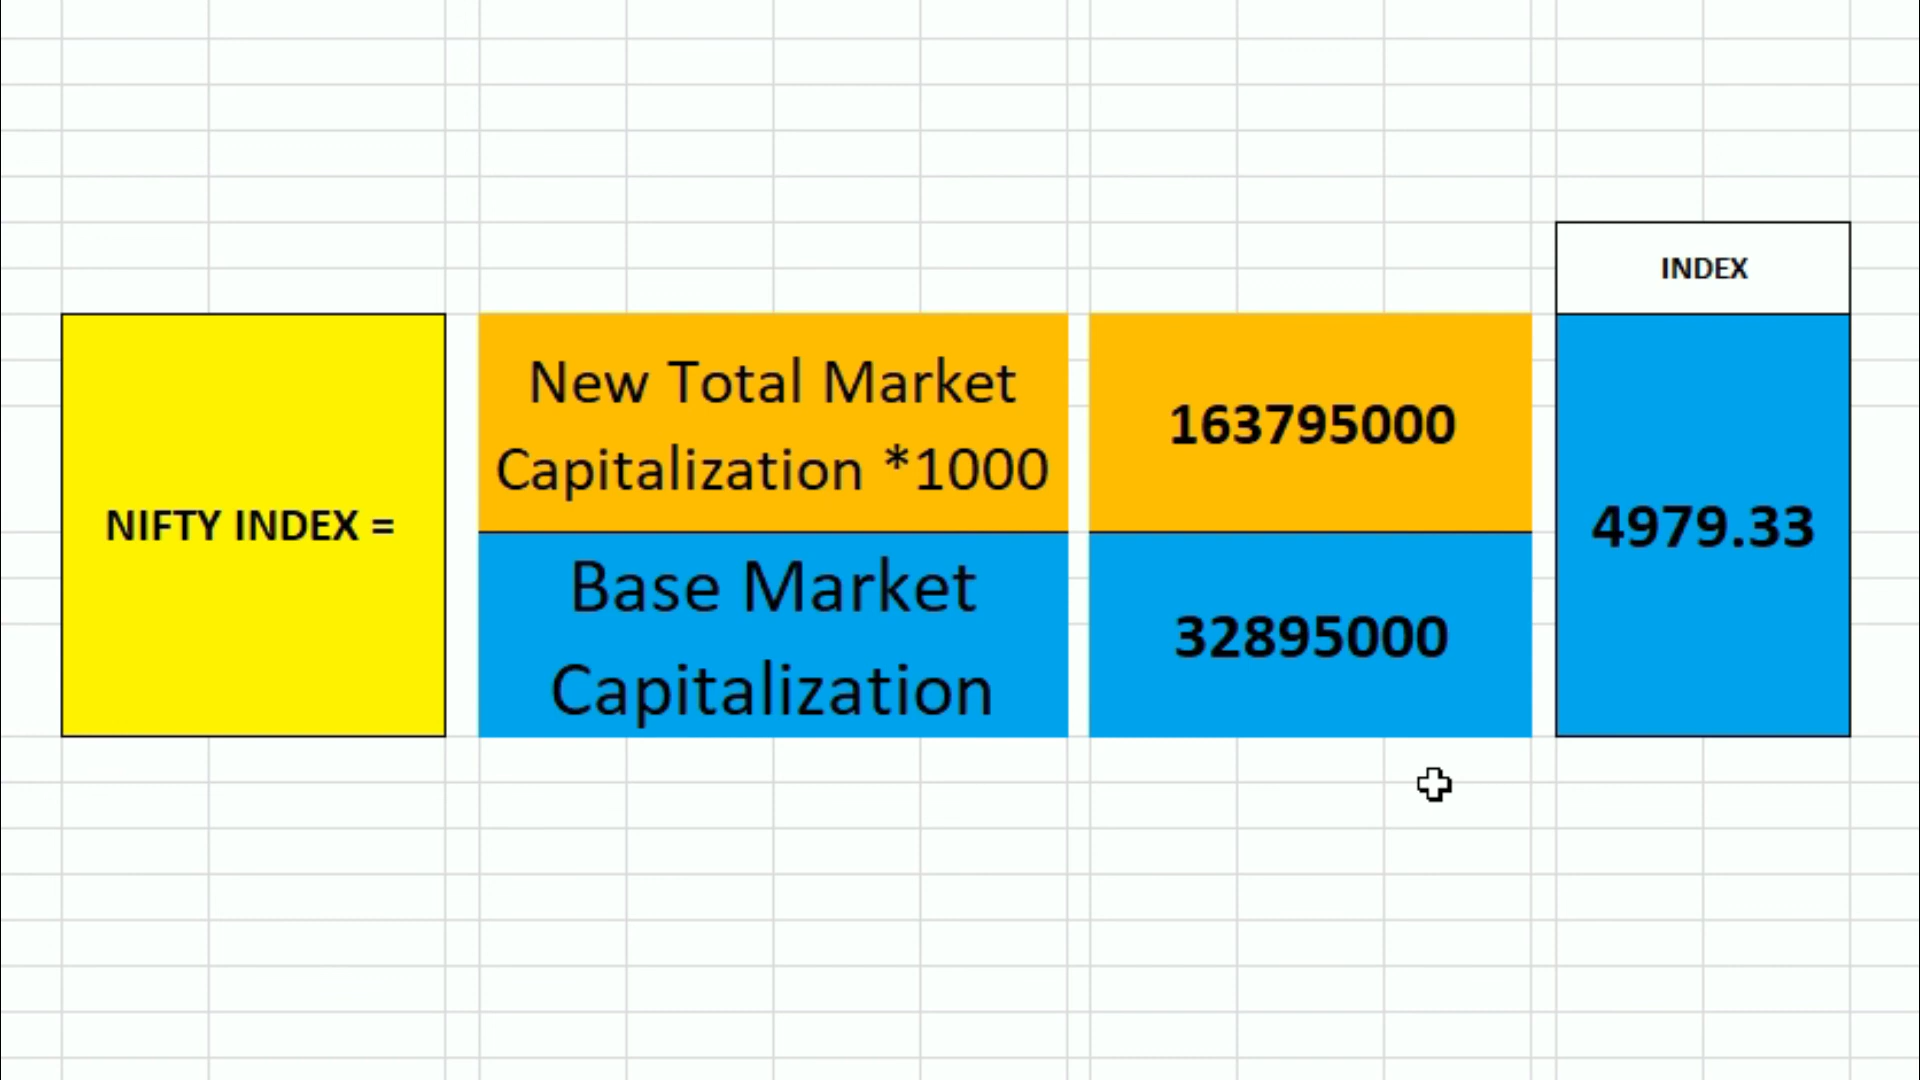 INDEX
NIFTY INDEX =
New Total Market
Capitalization *1000
163795000
Base Market
Capitalization
32895000
4979.33